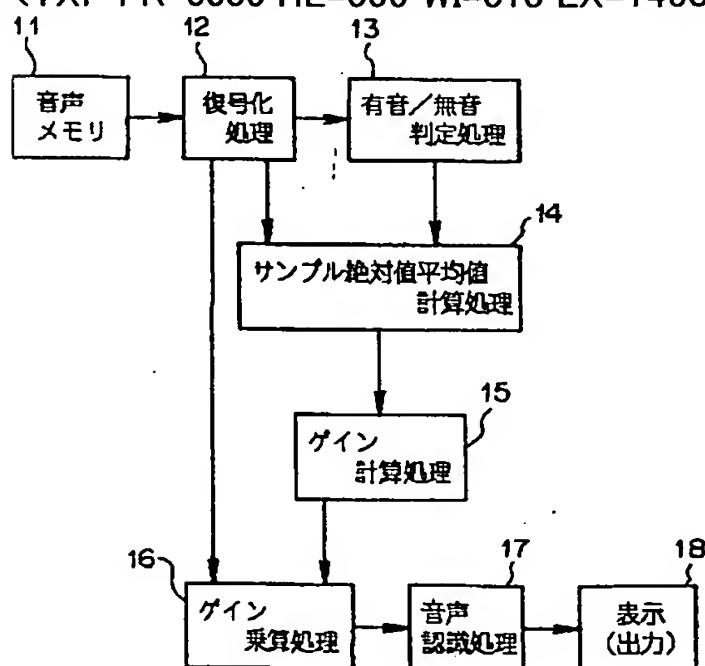 11
12
13
音声
メモリ
復号化
処理
有音/無音
判定処理
14
サンプル絶対値平均値
計算処理
15
ゲイン
計算処理
16
17
18
ゲイン
乗算処理
音声
認識処理
表示
(出力)